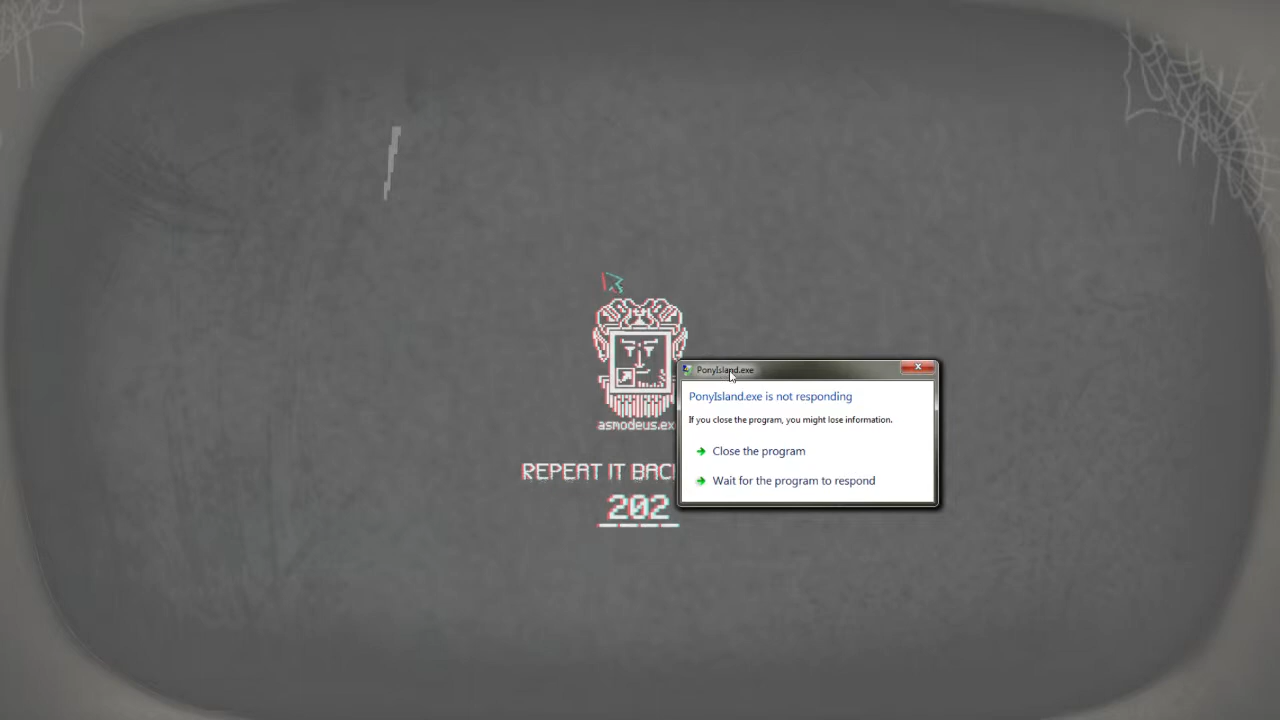 PonyIsland.exe
PonyIsland.exe is not responding
If you close the program, you might lose information.
asmodeus.ex
Close the program
REPEAT IT BAC
Wait for the program to respond
202